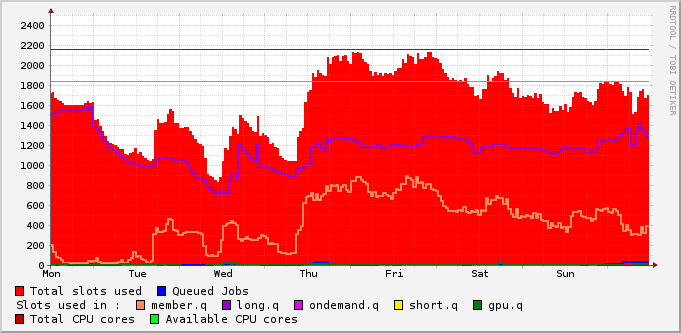 RRDTOOL / TOBI OETIKER
2400
2200
2000
1800
1600
1400
1200
1000
800
600
400
200
0
Mon Tue Wed Thu Fri Sat Sun
Total slots used Queued Jobs
Slots used in : member.q long.q ondemand.q short.q gpu.q
Total CPU cores Available CPU cores